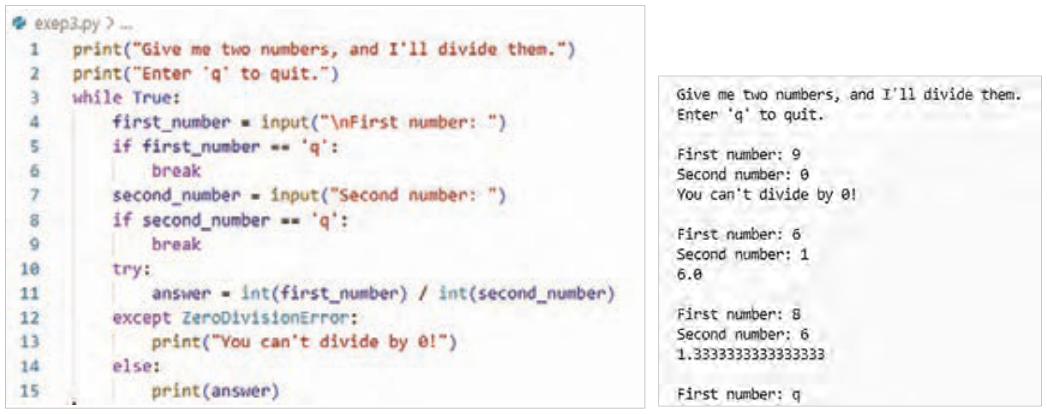 exep3.py > ...
1 print("Give me two numbers, and I'll divide them.")
2 print("Enter 'q' to quit.")
3 while True:
4     first_number = input("\nFirst number: ")
5     if first_number == 'q':
6         break
7     second_number = input("Second number: ")
8     if second_number == 'q':
9         break
10     try:
11         answer = int(first_number) / int(second_number)
12     except ZeroDivisionError:
13         print("You can't divide by 0!")
14     else:
15         print(answer)
Give me two numbers, and I'll divide them.
Enter 'q' to quit.
First number: 9
Second number: 0
You can't divide by 0!
First number: 6
Second number: 1
6.0
First number: 8
Second number: 6
1.3333333333333333
First number: q